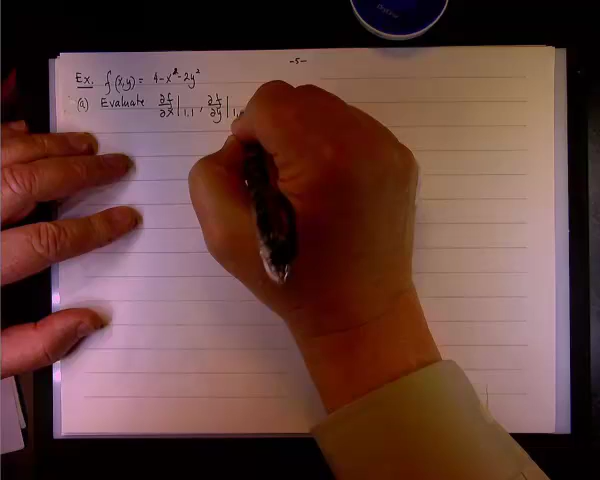 -5-
Ex. f(x,y) = 4-x²-2y²
(a) Evaluate ∂f/∂x|1,1 , ∂f/∂y|1,